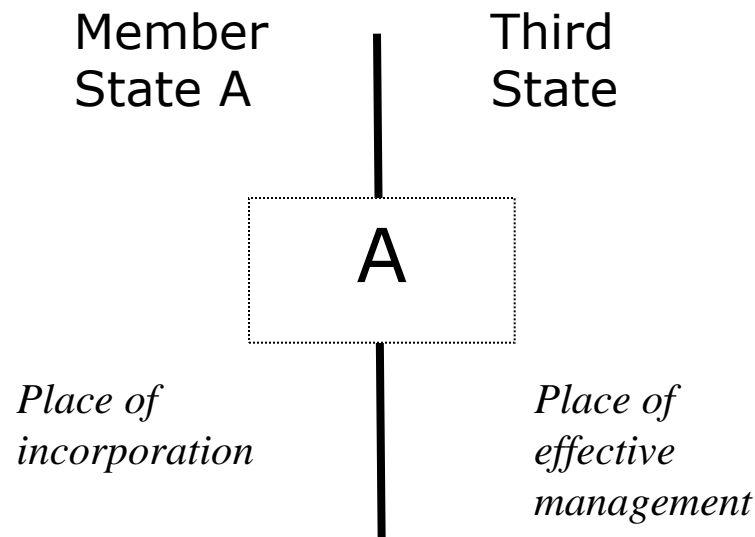 Member
State A
Third
State
A
Place of
incorporation
Place of
effective
management